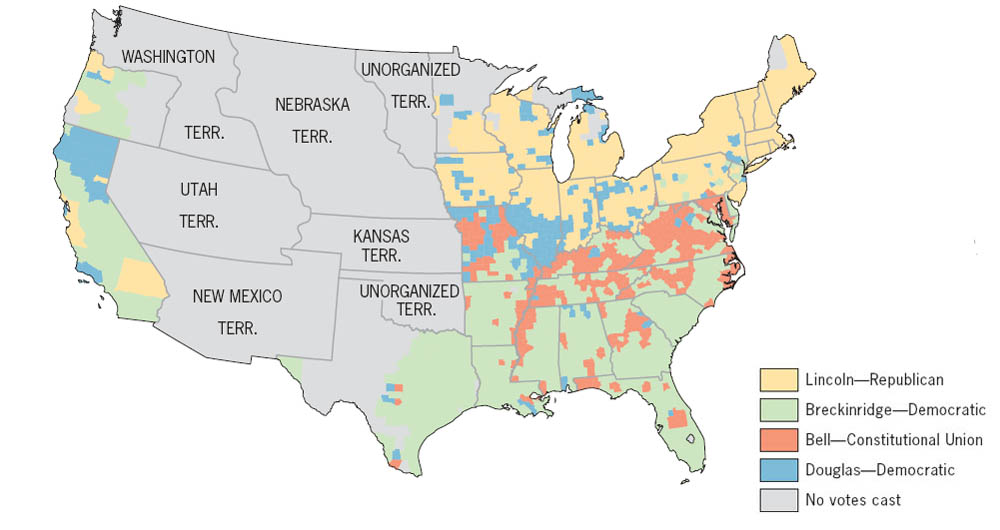 WASHINGTON
TERR.
UNORGANIZED
TERR.
NEBRASKA
TERR.
UTAH
TERR.
KANSAS
TERR.
NEW MEXICO
TERR.
UNORGANIZED
TERR.
Lincoln—Republican
Breckinridge—Democratic
Bell—Constitutional Union
Douglas—Democratic
No votes cast